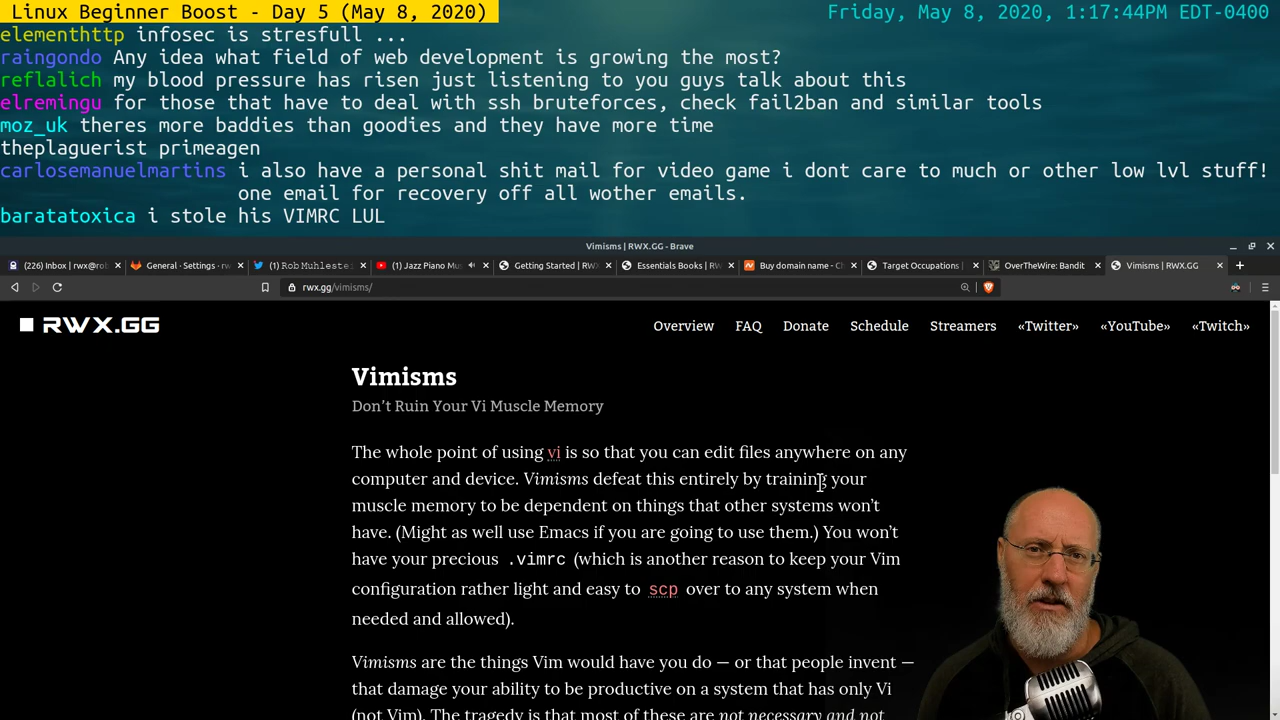 Linux Beginner Boost - Day 5 (May 8, 2020)
Friday, May 8, 2020, 1:17:44PM EDT-0400
elementhttp infosec is stresfull ...
raingondo Any idea what field of web development is growing the most?
reflalich my blood pressure has risen just listening to you guys talk about this
elremingu for those that have to deal with ssh bruteforces, check fail2ban and similar tools
moz_uk theres more baddies than goodies and they have more time
theplaguerist primeagen
carlosemanuelmartins i also have a personal shit mail for video game i dont care to much or other low lvl stuff!
one email for recovery off all wother emails.
baratatoxica i stole his VIMRC LUL
Vimisms | RWX.GG - Brave
(226) Inbox | rwx@rob
General · Settings · rw
(1) Rob Muhleste
(1) Jazz Piano Mu
Getting Started | RWX.
Essentials Books | RW
Buy domain name - Ch
Target Occupations |
OverTheWire: Bandit
Vimisms | RWX.GG
rwx.gg/vimisms/
RWX.GG
Overview FAQ Donate Schedule Streamers «Twitter» «YouTube» «Twitch»
Vimisms
Don’t Ruin Your Vi Muscle Memory
The whole point of using vi is so that you can edit files anywhere on any
computer and device. Vimisms defeat this entirely by training your
muscle memory to be dependent on things that other systems won’t
have. (Might as well use Emacs if you are going to use them.) You won’t
have your precious .vimrc (which is another reason to keep your Vim
configuration rather light and easy to scp over to any system when
needed and allowed).
Vimisms are the things Vim would have you do — or that people invent —
that damage your ability to be productive on a system that has only Vi
(not Vim). The tragedy is that most of these are not necessary and not